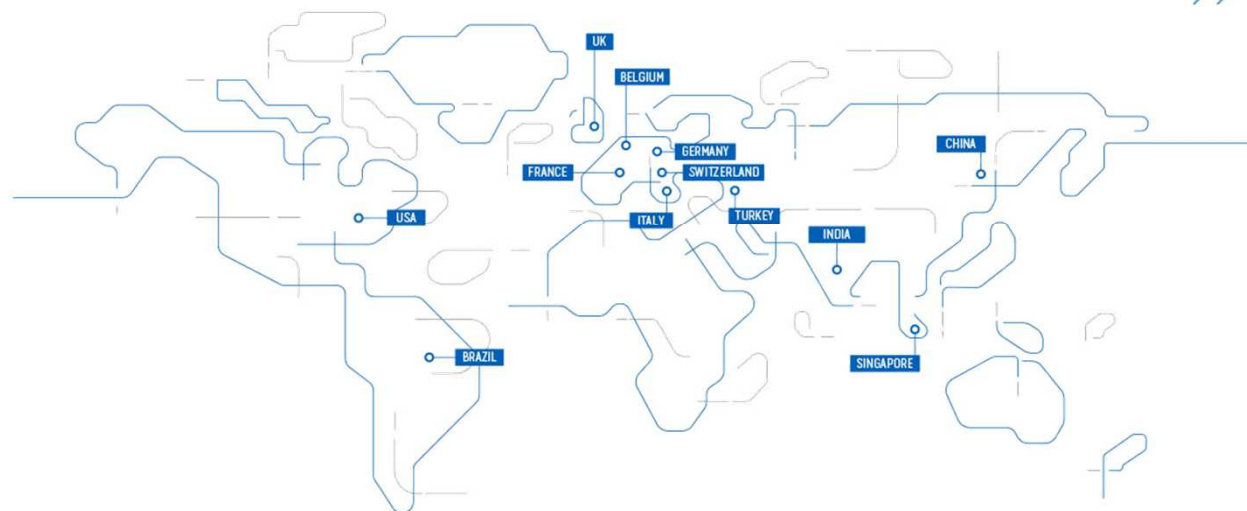 UK
BELGIUM
GERMANY
CHINA
FRANCE
SWITZERLAND
USA
ITALY
TURKEY
INDIA
BRAZIL
SINGAPORE